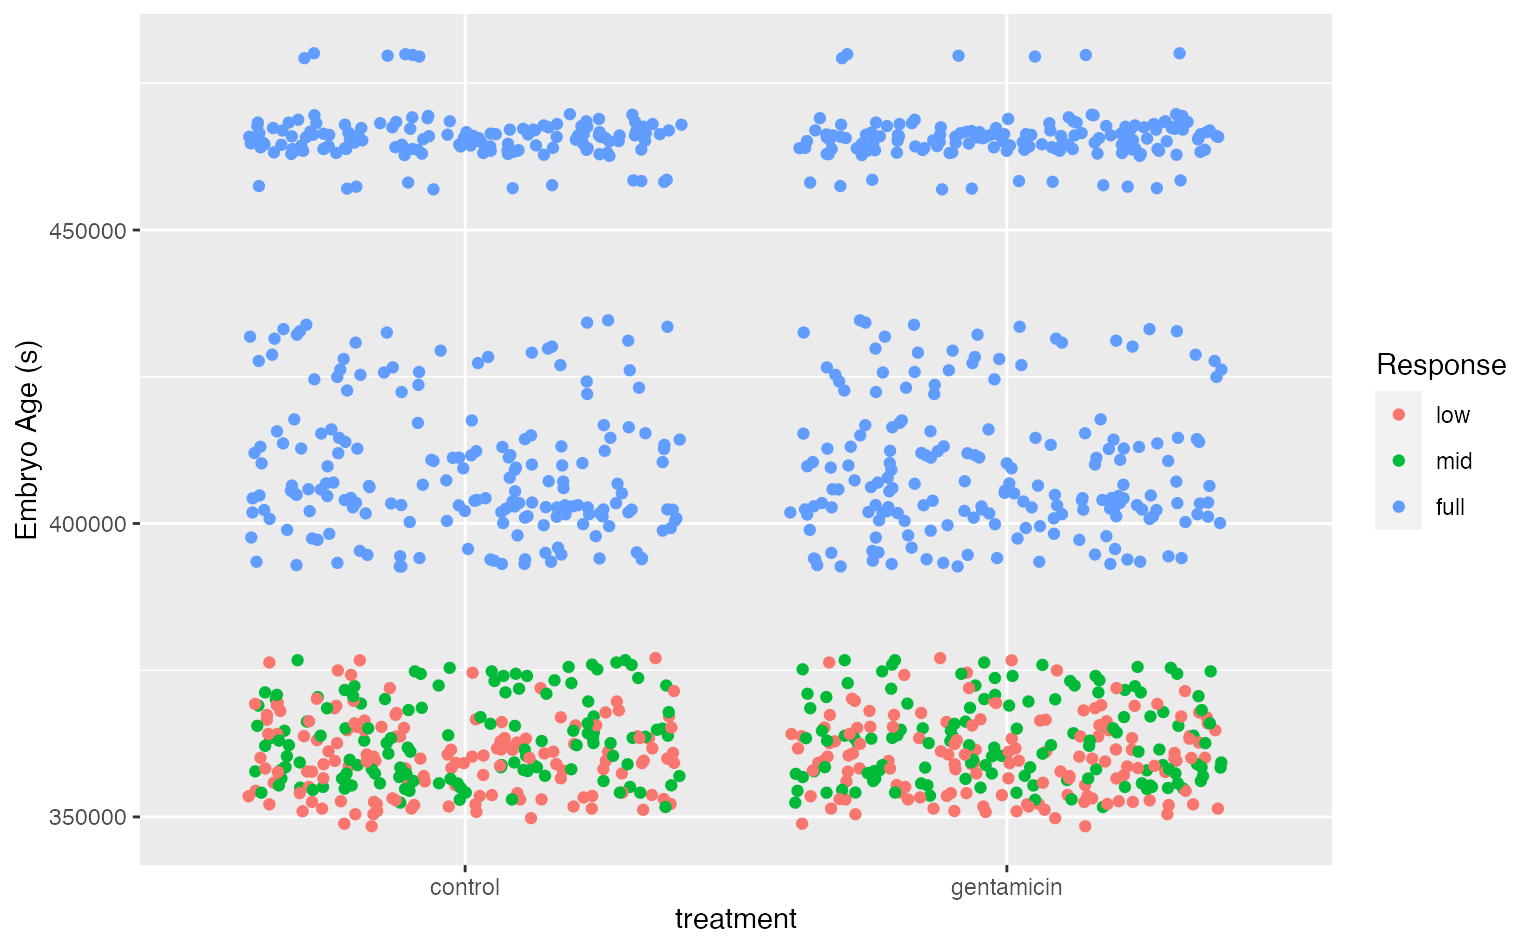 Embryo Age (s)
450000
400000
350000
control
gentamicin
treatment
Response
low
mid
full